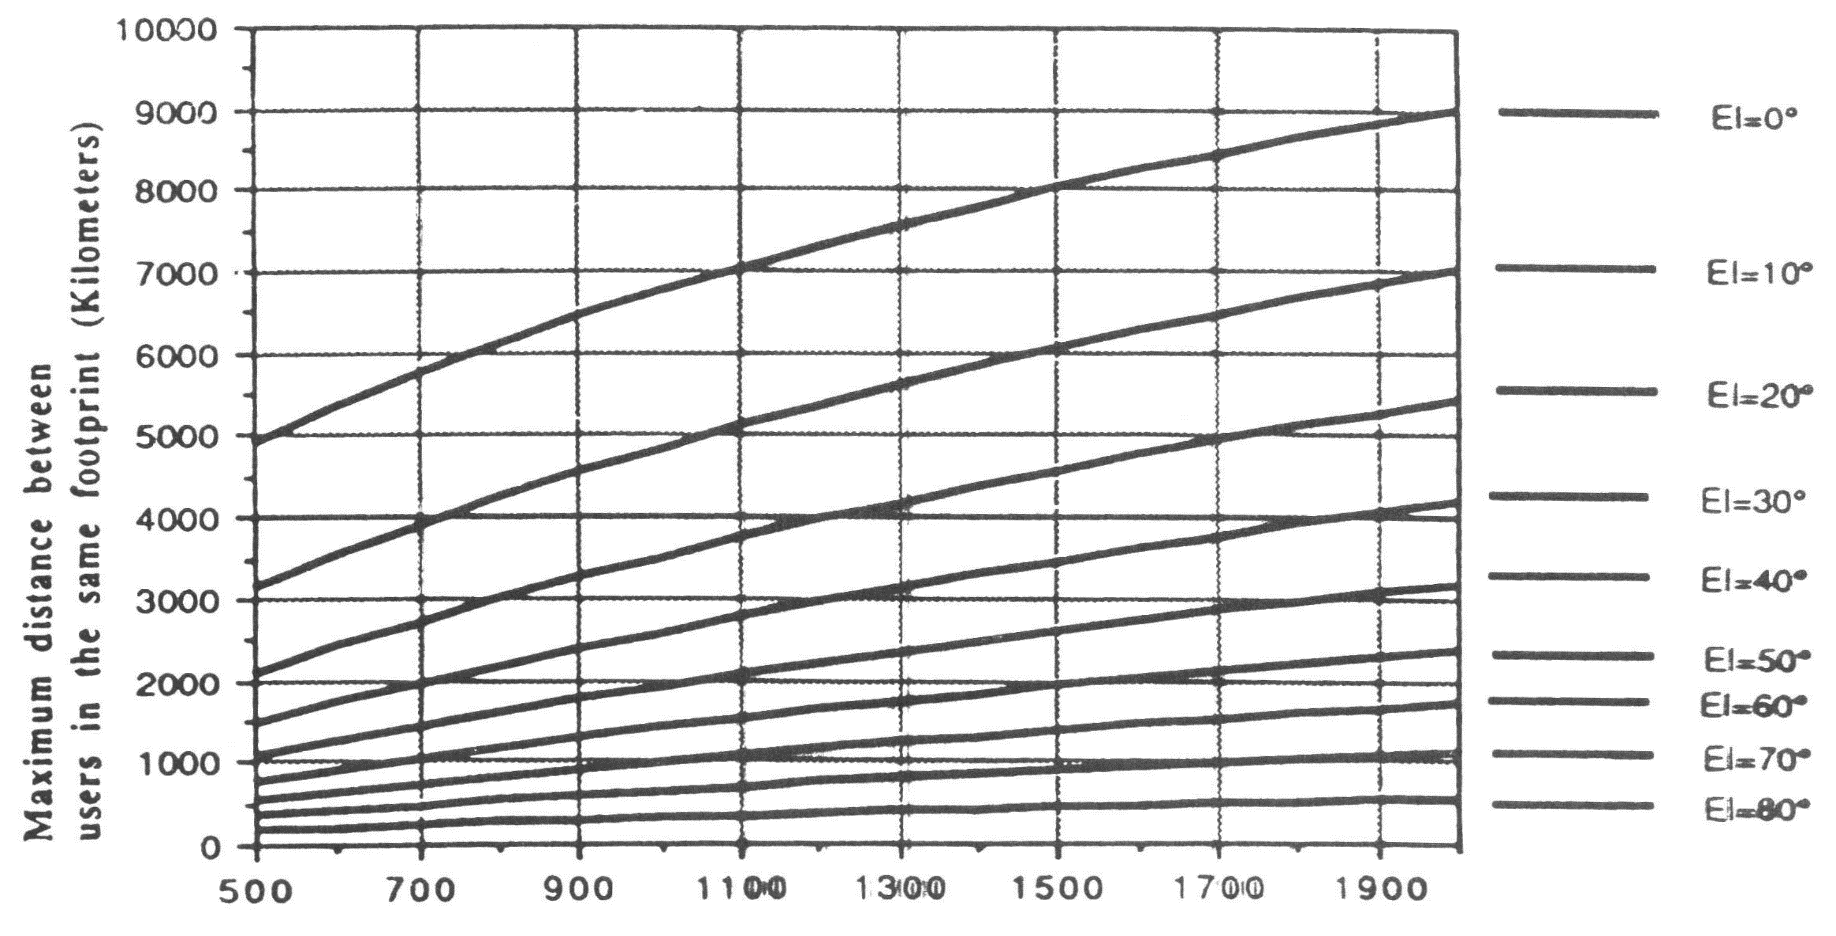 Maximum distance between
users in the same footprint (Kilometers)
10000
9000
8000
7000
6000
5000
4000
3000
2000
1000
0
500 700 900 1100 1300 1500 1700 1900
El=0°
El=10°
El=20°
El=30°
El=40°
El=50°
El=60°
El=70°
El=80°